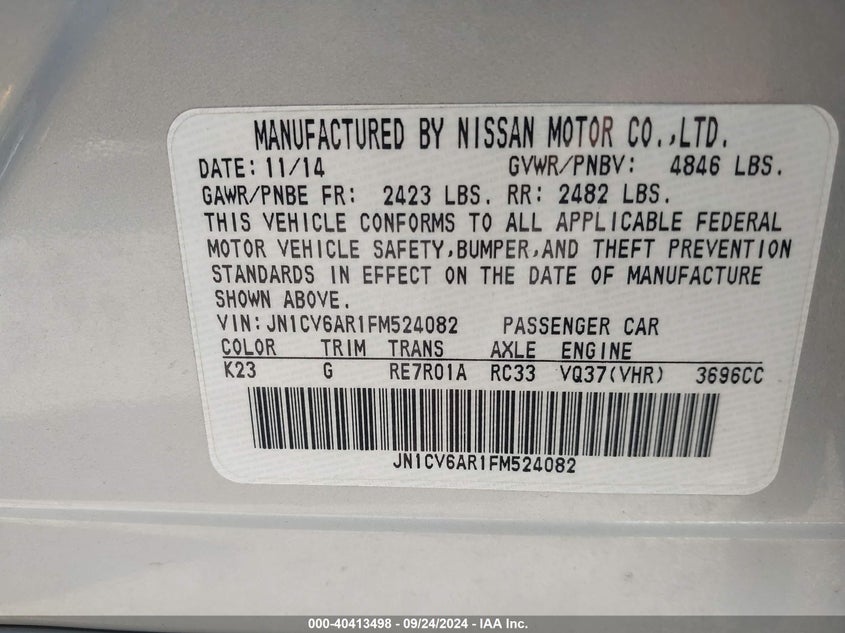 MANUFACTURED BY NISSAN MOTOR CO.,LTD.
DATE: 11/14 GVWR/PNBV: 4846 LBS.
GAWR/PNBE FR: 2423 LBS. RR: 2482 LBS.
THIS VEHICLE CONFORMS TO ALL APPLICABLE FEDERAL
MOTOR VEHICLE SAFETY,BUMPER,AND THEFT PREVENTION
STANDARDS IN EFFECT ON THE DATE OF MANUFACTURE
SHOWN ABOVE.
VIN: JN1CV6AR1FM524082 PASSENGER CAR
COLOR TRIM TRANS AXLE ENGINE
K23 G RE7R01A RC33 VQ37(VHR) 3696CC
JN1CV6AR1FM524082
000-40413498 - 09/24/2024 - IAA Inc.